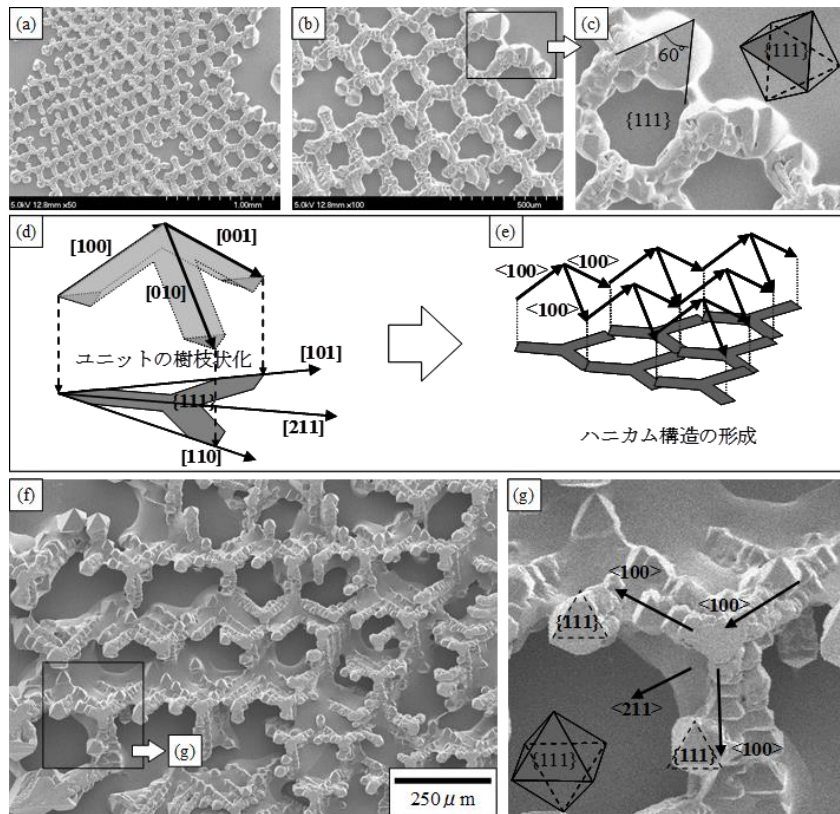 (a)
5.0kV 12.8mm x50 1.00mm
(b)
5.0kV 12.8mm x100 500um
(c)
60°
{111}
{111}
(d)
[100]
[001]
[010]
ユニットの樹枝状化
[101]
{111}
[211]
[110]
(e)
<100>
<100>
<100>
ハニカム構造の形成
(f)
(g)
250μm
(g)
<100>
<100>
{111}
<211>
{111}
<100>
{111}